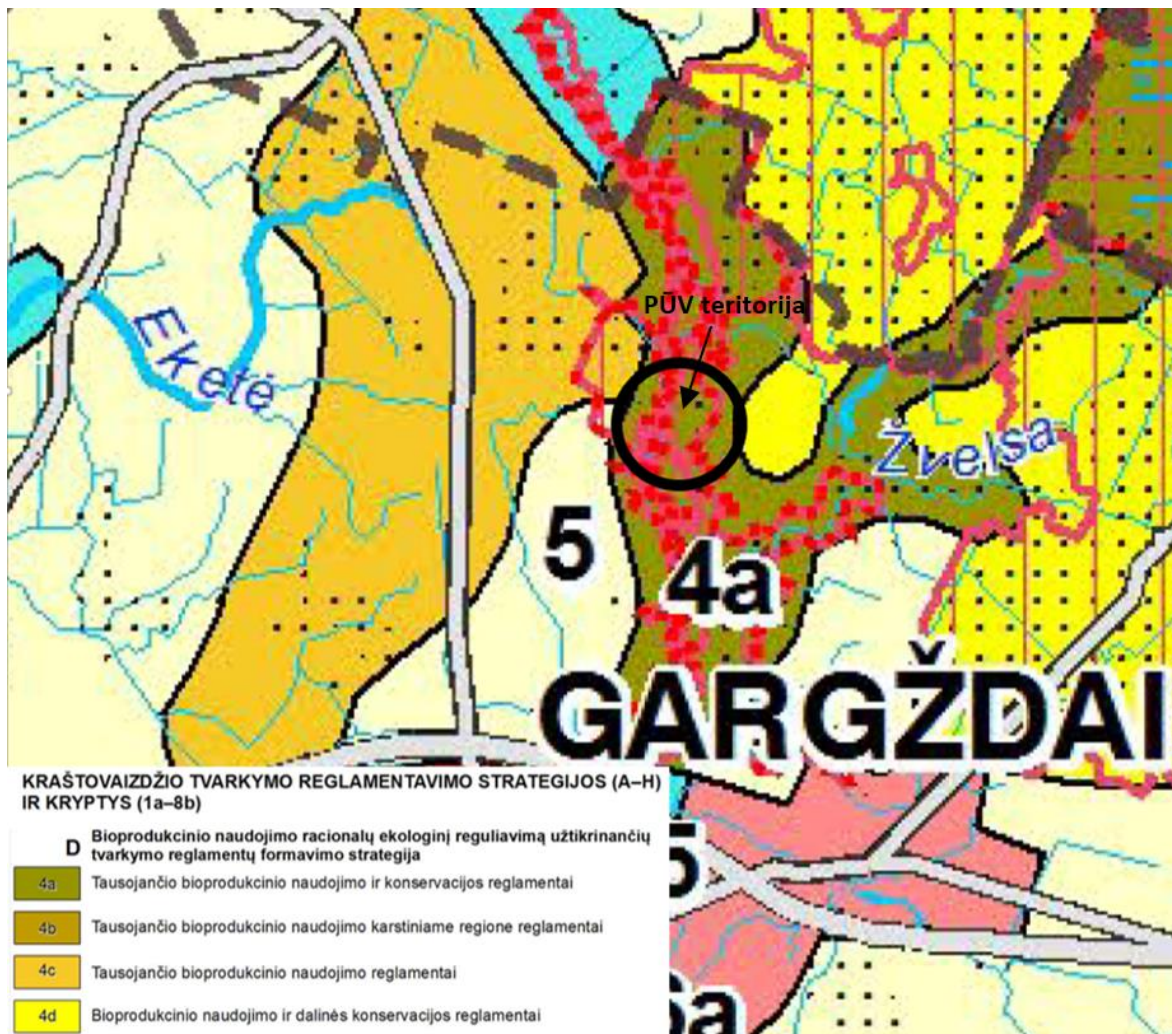 PŪV teritorija
Eketė
Žvelsa
5
4a
GARGŽDAI
KRAŠTOVAIZDŽIO TVARKYMO REGLAMENTAVIMO STRATEGIJOS (A–H)
IR KRYPTYS (1a–8b)
D Bioprodukcinio naudojimo racionalų ekologinį reguliavimą užtikrinančių
tvarkymo reglamentų formavimo strategija
4a Tausojančio bioprodukcinio naudojimo ir konservacijos reglamentai
4b Tausojančio bioprodukcinio naudojimo karstiniame regione reglamentai
4c Tausojančio bioprodukcinio naudojimo reglamentai
4d Bioprodukcinio naudojimo ir dalinės konservacijos reglamentai
5